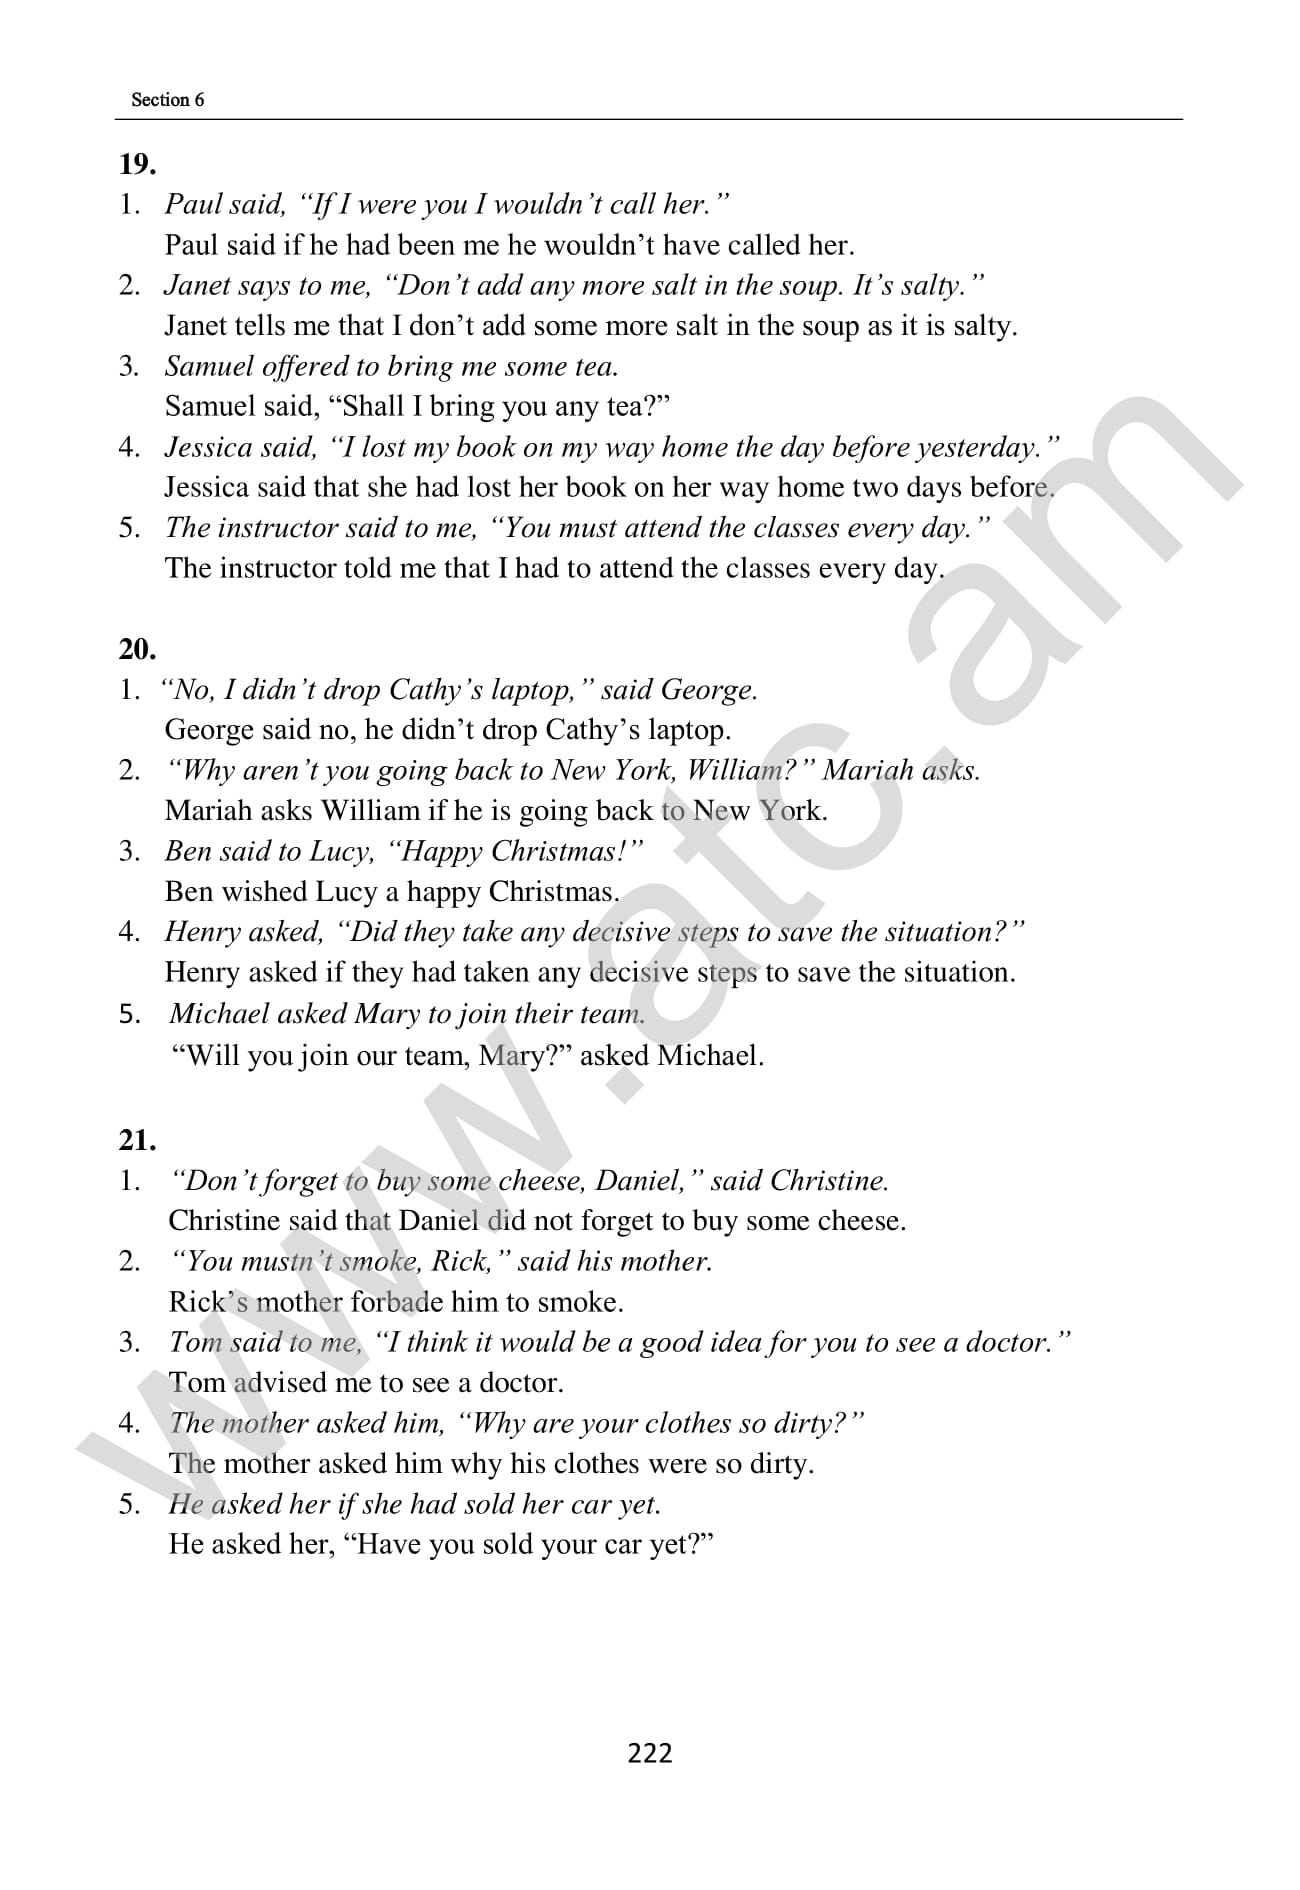 Section 6
19.
1. Paul said, “If I were you I wouldn’t call her.”
Paul said if he had been me he wouldn’t have called her.
2. Janet says to me, “Don’t add any more salt in the soup. It’s salty.”
Janet tells me that I don’t add some more salt in the soup as it is salty.
3. Samuel offered to bring me some tea.
Samuel said, “Shall I bring you any tea?”
4. Jessica said, “I lost my book on my way home the day before yesterday.”
Jessica said that she had lost her book on her way home two days before.
5. The instructor said to me, “You must attend the classes every day.”
The instructor told me that I had to attend the classes every day.
20.
1. “No, I didn’t drop Cathy’s laptop,” said George.
George said no, he didn’t drop Cathy’s laptop.
2. “Why aren’t you going back to New York, William?” Mariah asks.
Mariah asks William if he is going back to New York.
3. Ben said to Lucy, “Happy Christmas!”
Ben wished Lucy a happy Christmas.
4. Henry asked, “Did they take any decisive steps to save the situation?”
Henry asked if they had taken any decisive steps to save the situation.
5. Michael asked Mary to join their team.
“Will you join our team, Mary?” asked Michael.
21.
1. “Don’t forget to buy some cheese, Daniel,” said Christine.
Christine said that Daniel did not forget to buy some cheese.
2. “You mustn’t smoke, Rick,” said his mother.
Rick’s mother forbade him to smoke.
3. Tom said to me, “I think it would be a good idea for you to see a doctor.”
Tom advised me to see a doctor.
4. The mother asked him, “Why are your clothes so dirty?”
The mother asked him why his clothes were so dirty.
5. He asked her if she had sold her car yet.
He asked her, “Have you sold your car yet?”
222
www.atc.am